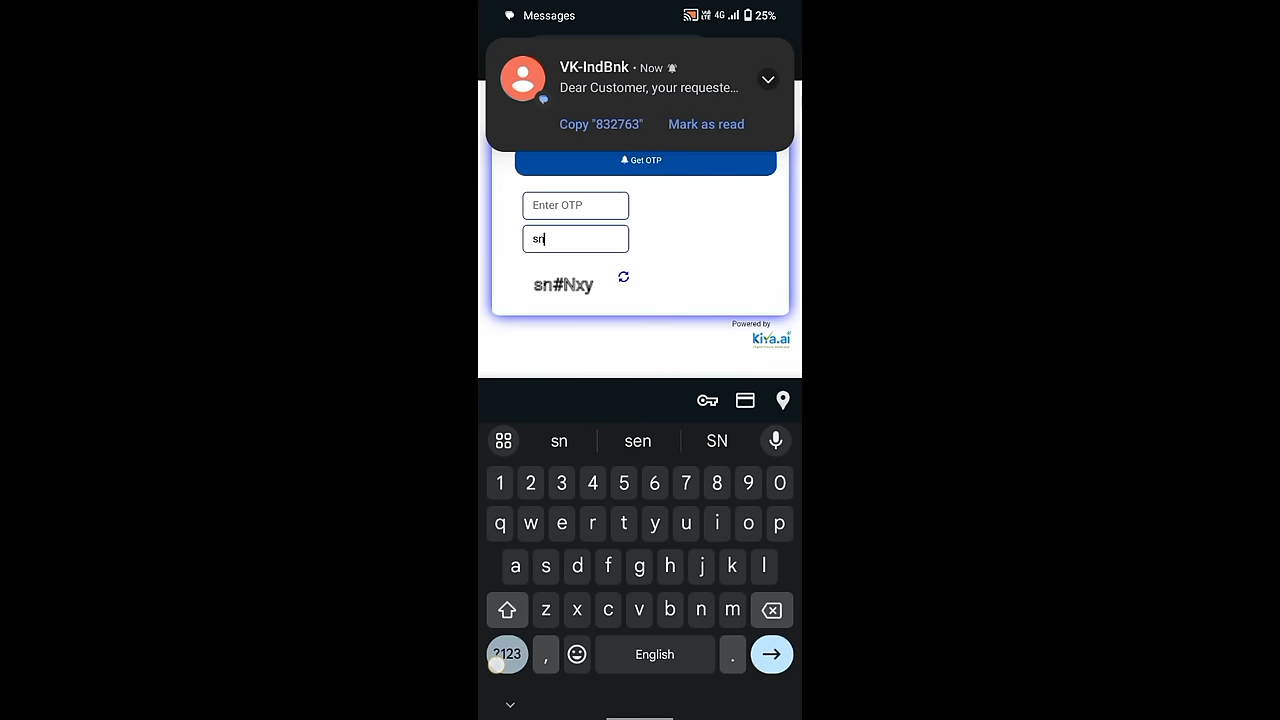 Messages
4G
25%
VK-IndBnk • Now
Dear Customer, your requeste...
Copy "832763" Mark as read
Get OTP
Enter OTP
sn
sn#Nxy
Powered by
Kiya.ai
sn sen SN
1 2 3 4 5 6 7 8 9 0
q w e r t y u i o p
a s d f g h j k l
z x c v b n m
?123 , English .